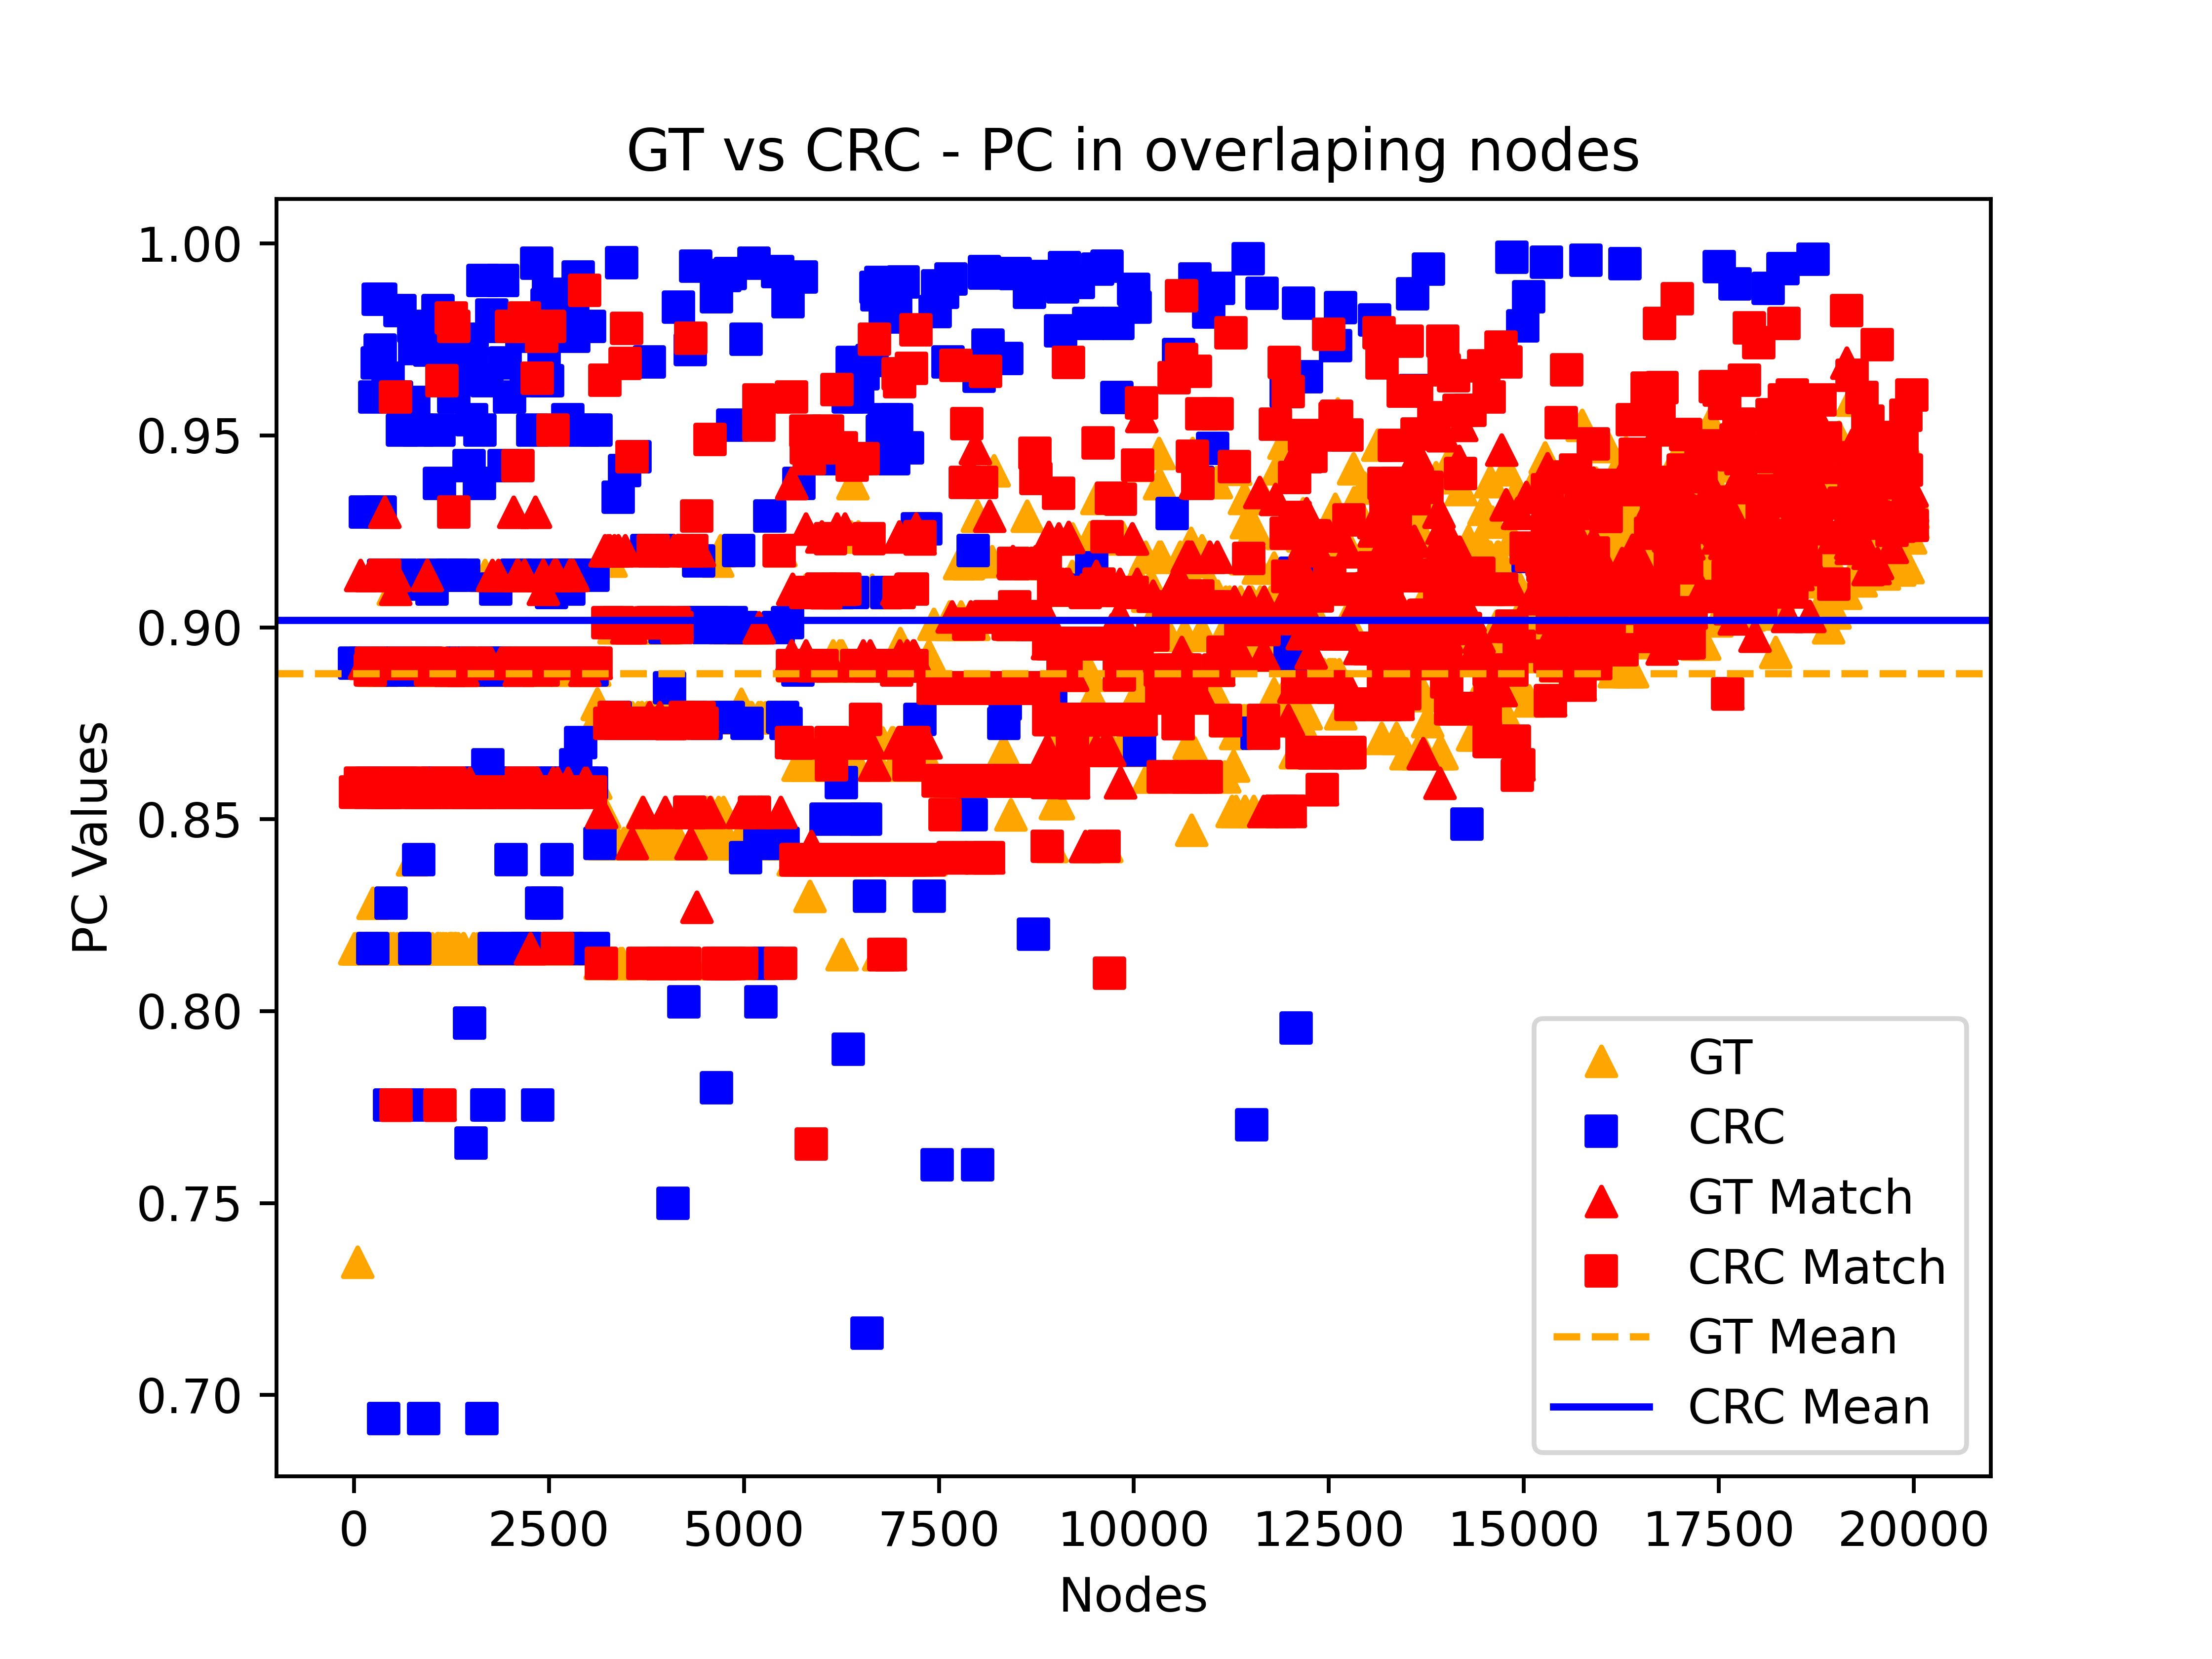 GT vs CRC - PC in overlaping nodes
PC Values
1.00
0.95
0.90
0.85
0.80
0.75
0.70
GT
CRC
GT Match
CRC Match
GT Mean
CRC Mean
0 2500 5000 7500 10000 12500 15000 17500 20000
Nodes